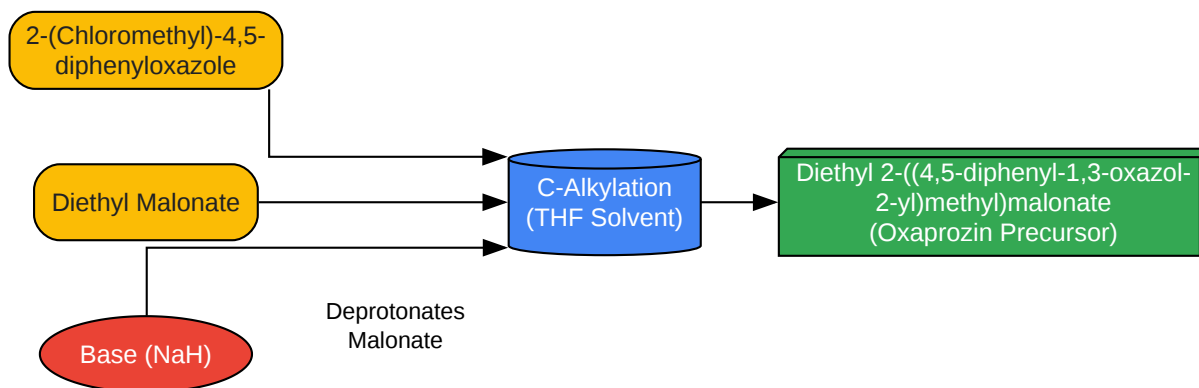 2-(Chloromethyl)-4,5-
diphenyloxazole
Diethyl Malonate
Base (NaH)
Deprotonates
Malonate
C-Alkylation
(THF Solvent)
Diethyl 2-((4,5-diphenyl-1,3-oxazol-
2-yl)methyl)malonate
(Oxaprozin Precursor)